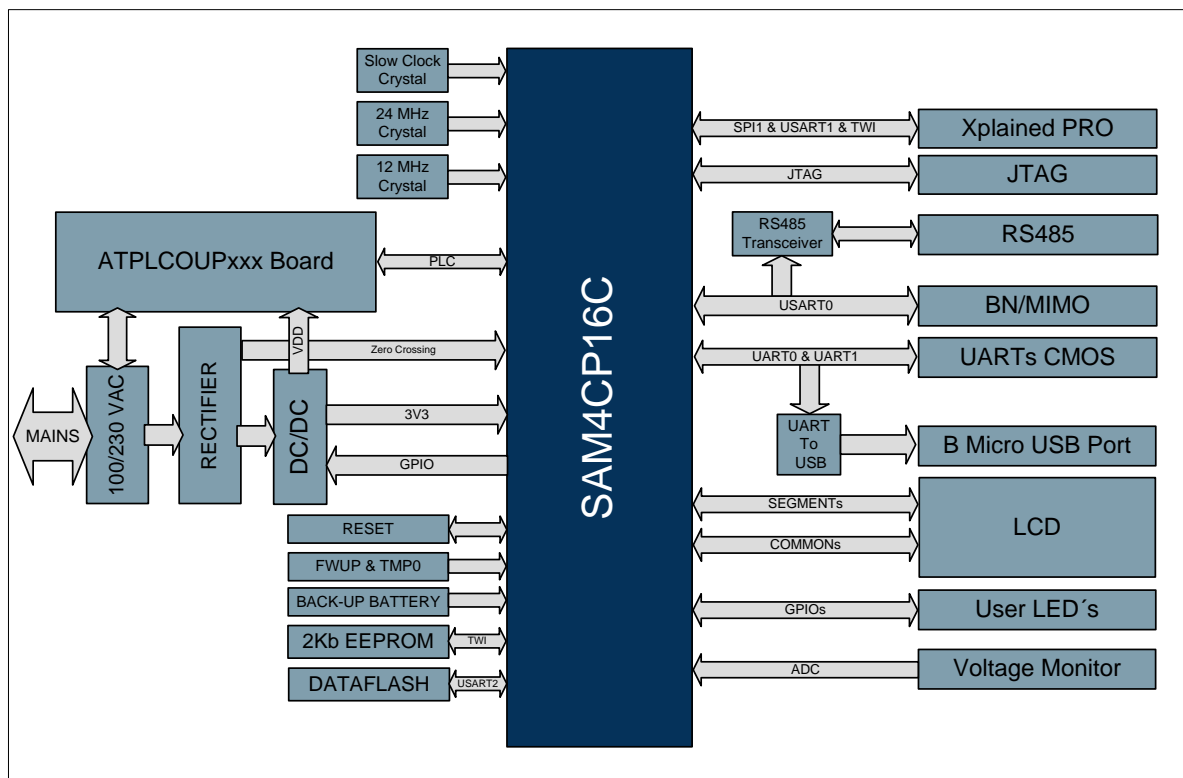 Slow Clock
Crystal
24 MHz
Crystal
12 MHz
Crystal
ATPLCOUPxxx Board
PLC
VDD
Zero Crossing
MAINS
100/230 VAC
RECTIFIER
DC/DC
3V3
GPIO
RESET
FWUP & TMP0
BACK-UP BATTERY
2Kb EEPROM
TWI
DATAFLASH
USART2
SAM4CP16C
SPI1 & USART1 & TWI
Xplained PRO
JTAG
JTAG
RS485
Transceiver
RS485
USART0
BN/MIMO
UART0 & UART1
UARTs CMOS
UART
To
USB
B Micro USB Port
SEGMENTs
COMMONs
LCD
GPIOs
User LED´s
ADC
Voltage Monitor